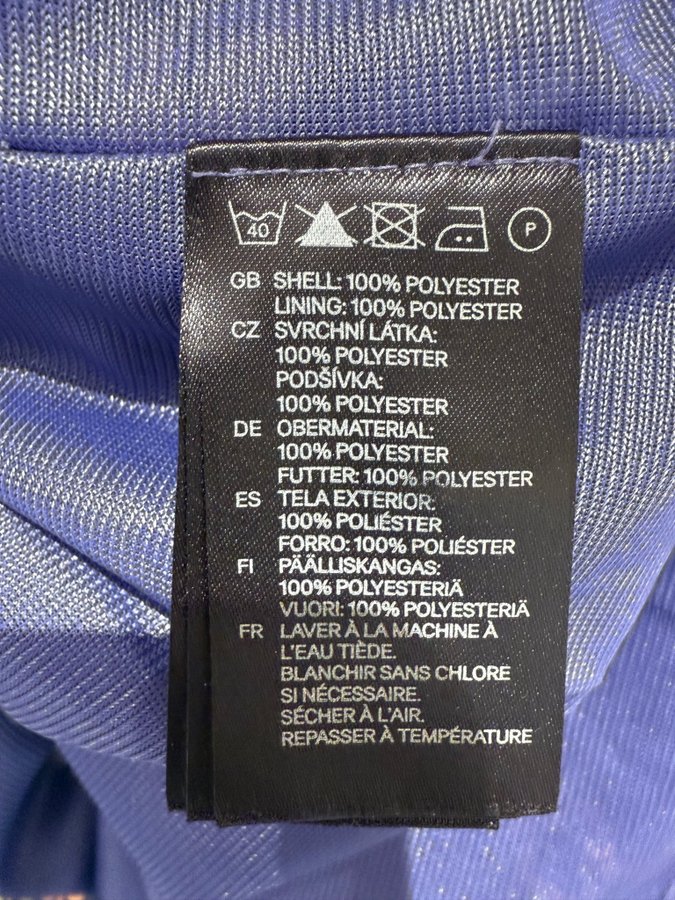 40
P
GB SHELL: 100% POLYESTER
LINING: 100% POLYESTER
CZ SVRCHNÍ LÁTKA:
100% POLYESTER
PODŠÍVKA:
100% POLYESTER
DE OBERMATERIAL:
100% POLYESTER
FUTTER: 100% POLYESTER
ES TELA EXTERIOR:
100% POLIÉSTER
FORRO: 100% POLIÉSTER
FI PÄÄLLISKANGAS:
100% POLYESTERIÄ
VUORI: 100% POLYESTERIÄ
FR LAVER À LA MACHINE À
L'EAU TIÈDE.
BLANCHIR SANS CHLORE
SI NÉCESSAIRE.
SÉCHER À L'AIR.
REPASSER À TEMPÉRATURE